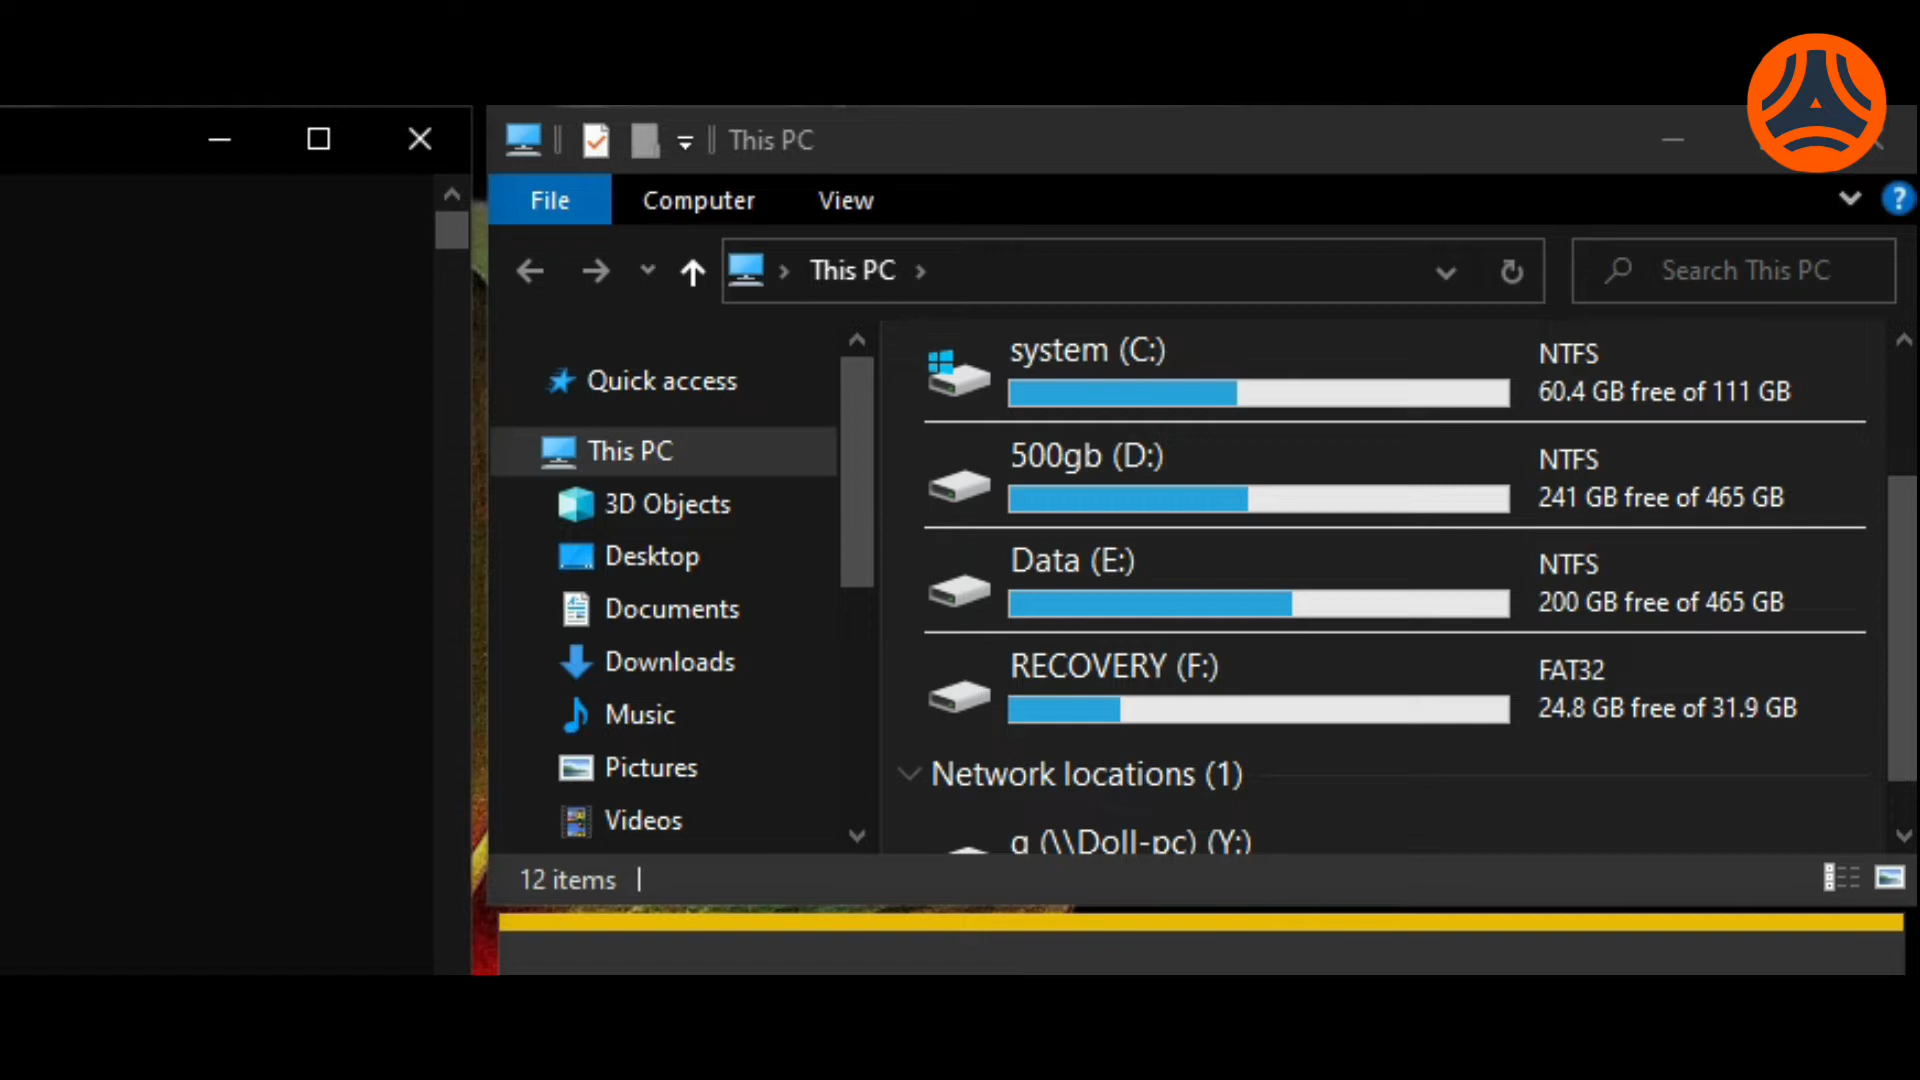 This PC
File Computer View
?
This PC
Search This PC
Quick access
This PC
3D Objects
Desktop
Documents
Downloads
Music
Pictures
Videos
system (C:)
NTFS
60.4 GB free of 111 GB
500gb (D:)
NTFS
241 GB free of 465 GB
Data (E:)
NTFS
200 GB free of 465 GB
RECOVERY (F:)
FAT32
24.8 GB free of 31.9 GB
Network locations (1)
g (\\Doll-pc) (Y:)
12 items